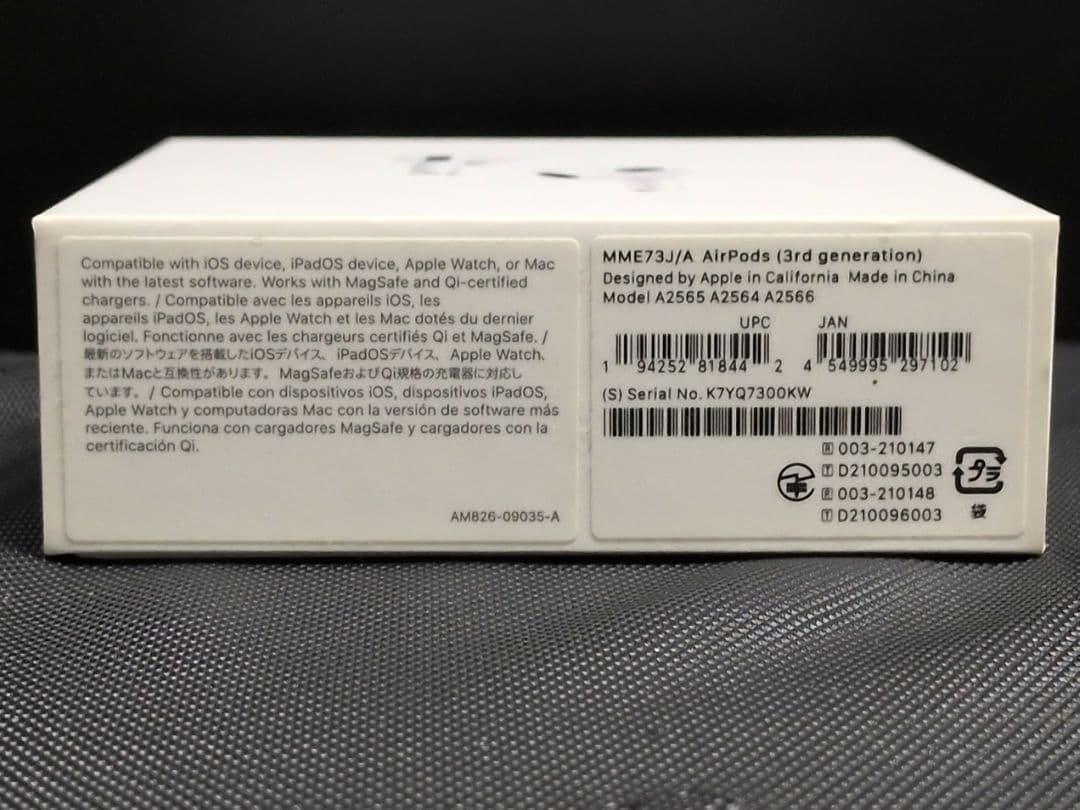 Compatible with iOS device, iPadOS device, Apple Watch, or Mac
with the latest software. Works with MagSafe and Qi-certified
chargers. / Compatible avec les appareils iOS, les
appareils iPadOS, les Apple Watch et les Mac dotés du dernier
logiciel. Fonctionne avec les chargeurs certifiés Qi et MagSafe. /
最新のソフトウェアを搭載したiOSデバイス、iPadOSデバイス、Apple Watch、
またはMacと互換性があります。MagSafeおよびQi規格の充電器に対応し
ています。/ Compatible con dispositivos iOS, dispositivos iPadOS,
Apple Watch y computadoras Mac con la versión de software más
reciente. Funciona con cargadores MagSafe y cargadores con la
certificación Qi.
AM826-09035-A
MME73J/A AirPods (3rd generation)
Designed by Apple in California Made in China
Model A2565 A2564 A2566
UPC JAN
1 94252 81844 2 4 549995 297102
(S) Serial No. K7YQ7300KW
R 003-210147
T D210095003
R 003-210148
T D210096003
プラ
袋